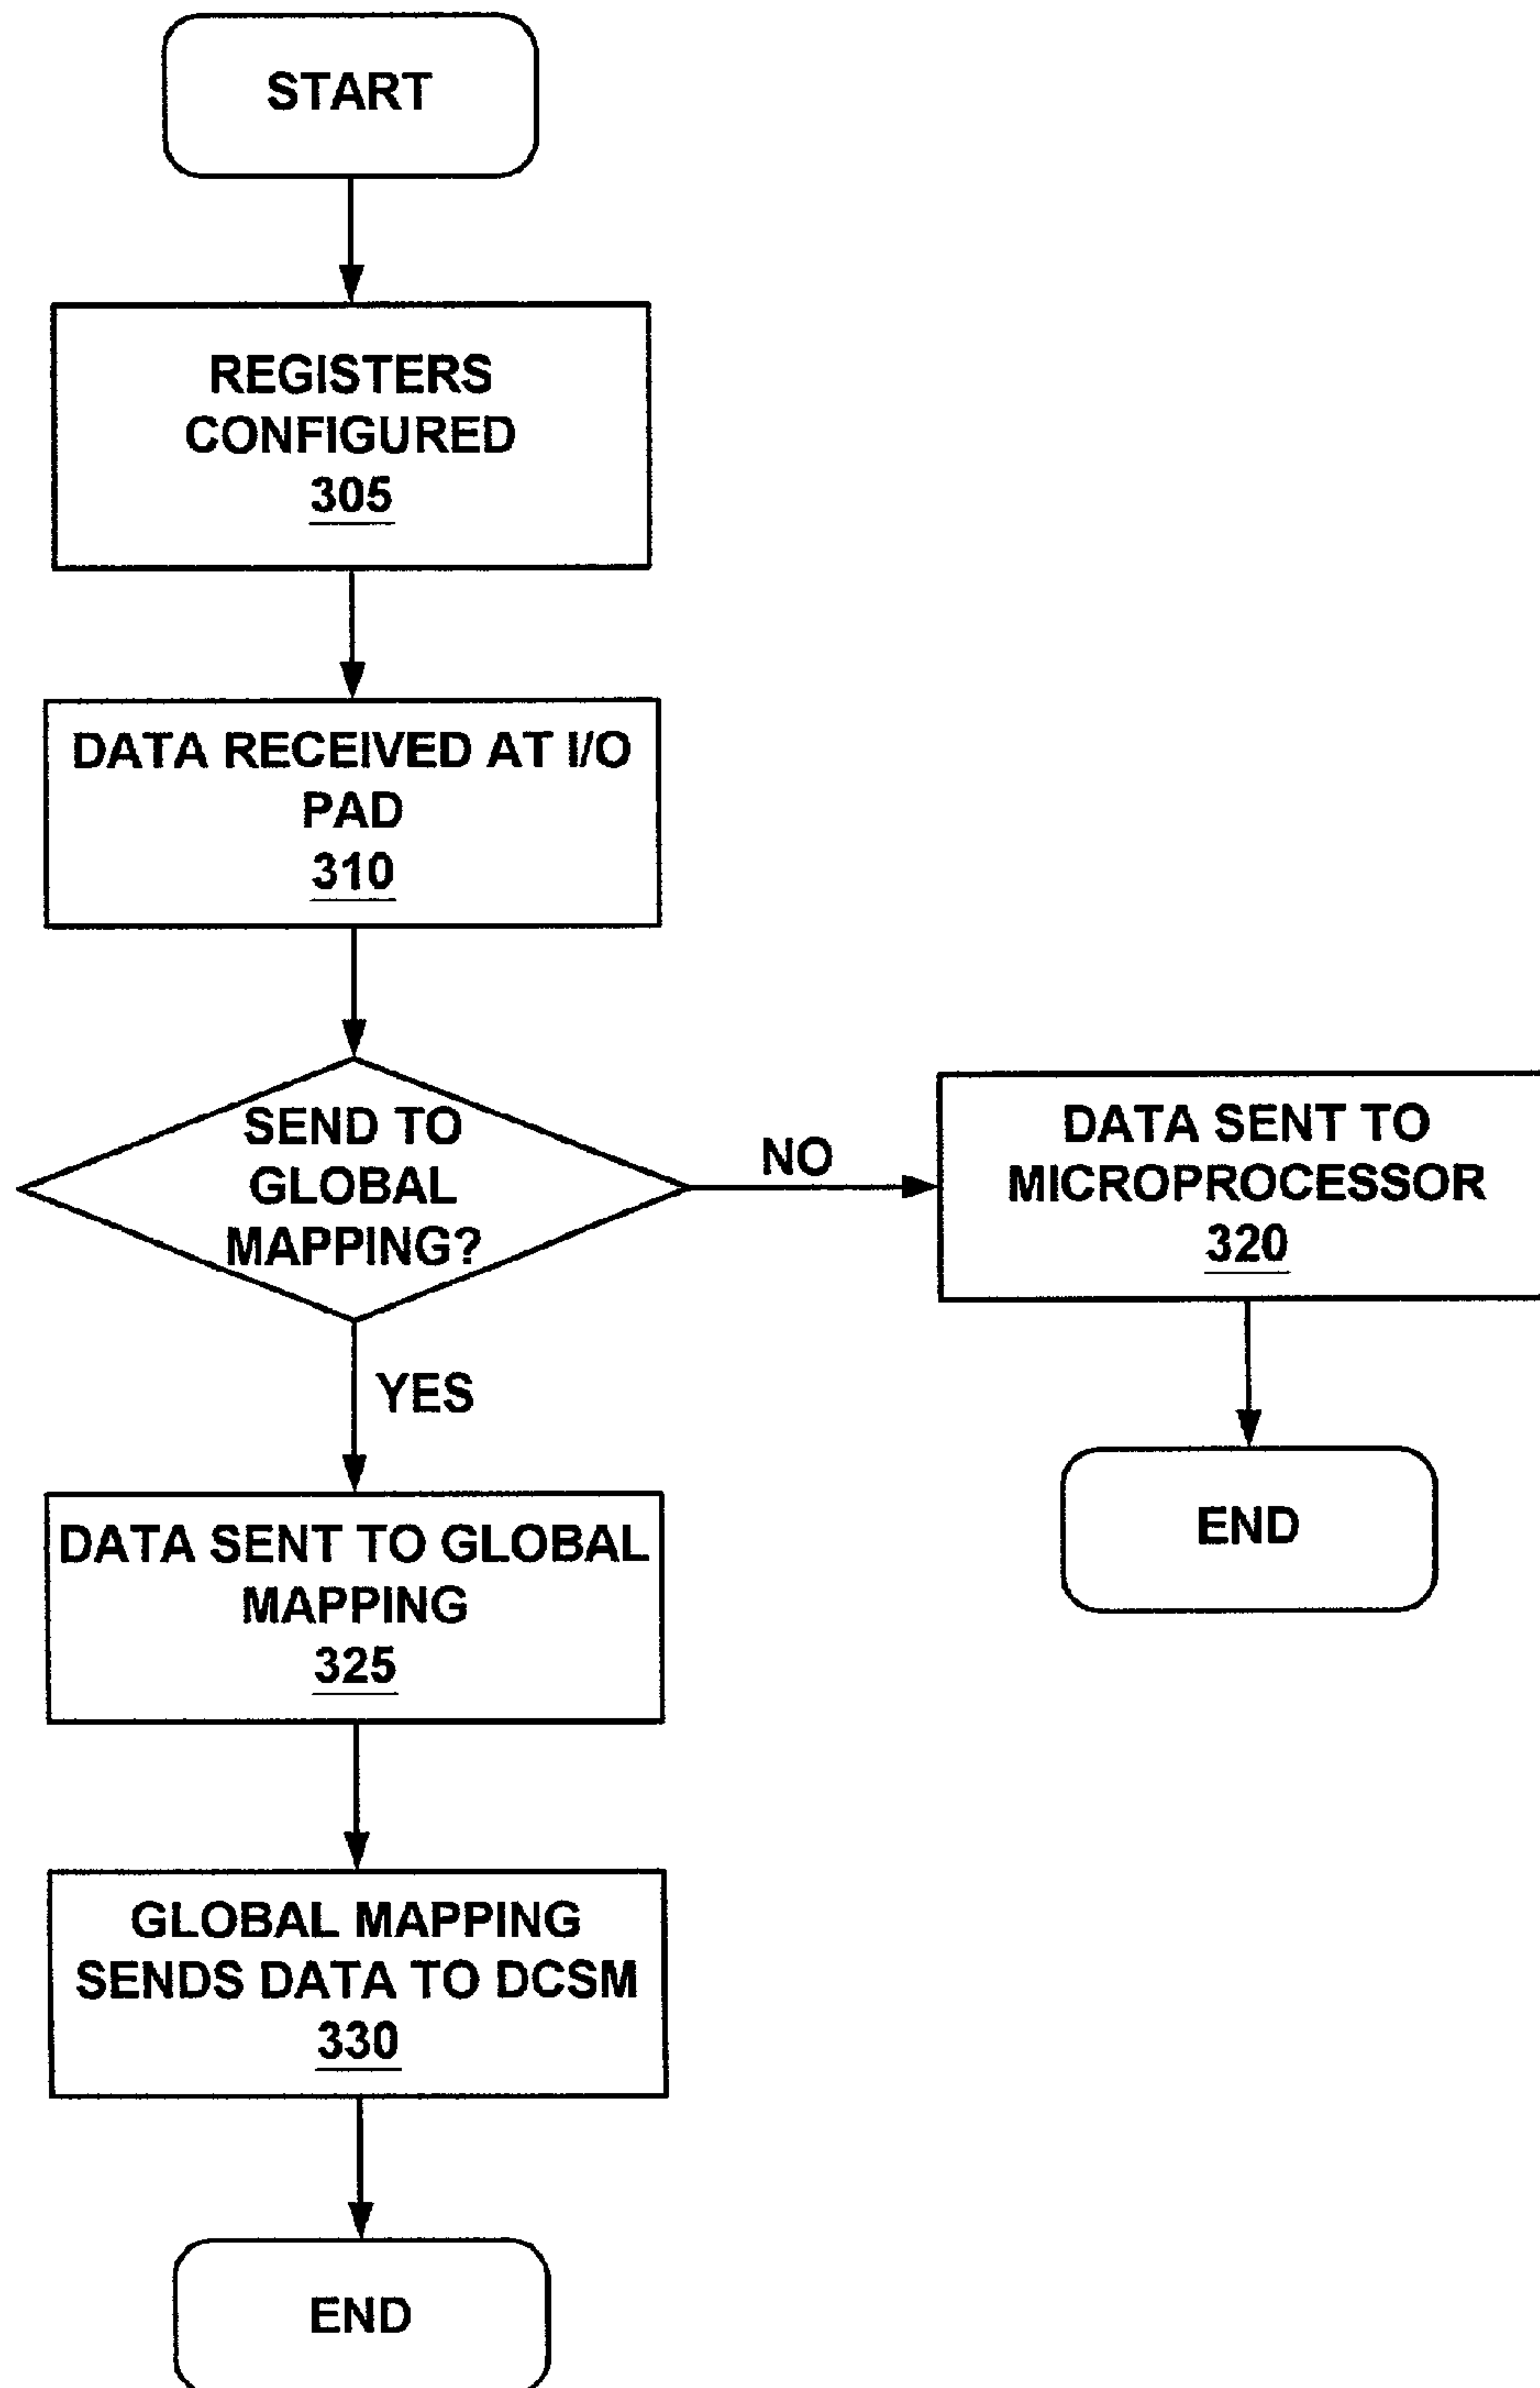 START
REGISTERS
CONFIGURED
305
DATA RECEIVED AT I/O
PAD
310
SEND TO
GLOBAL
MAPPING?
NO
DATA SENT TO
MICROPROCESSOR
320
END
YES
DATA SENT TO GLOBAL
MAPPING
325
GLOBAL MAPPING
SENDS DATA TO DCSM
330
END